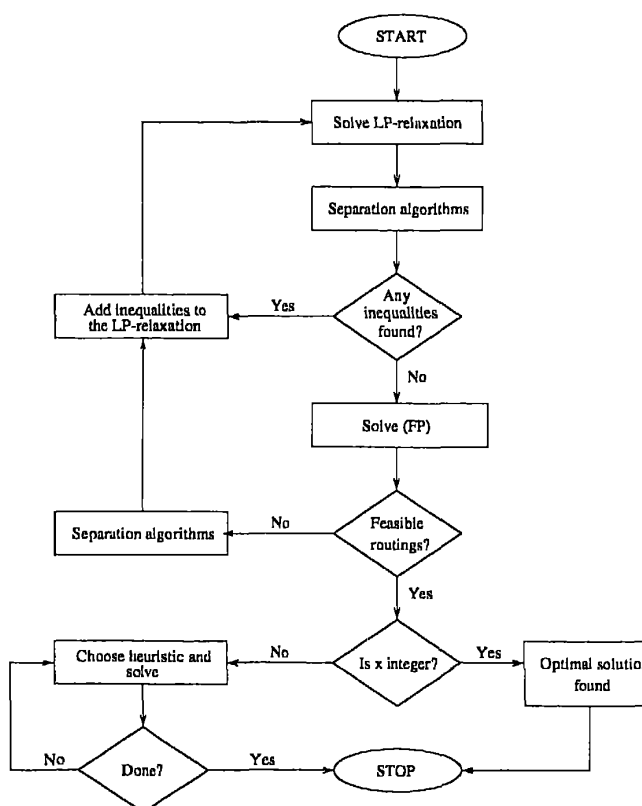 START
Solve LP-relaxation
Separation algorithms
Any
inequalities
found?
Yes
Add inequalities to
the LP-relaxation
No
Solve (FP)
Feasible
routings?
No
Separation algorithms
Yes
Is x integer?
No
Choose heuristic and
solve
Yes
Optimal solutio
found
Done?
No
Yes
STOP